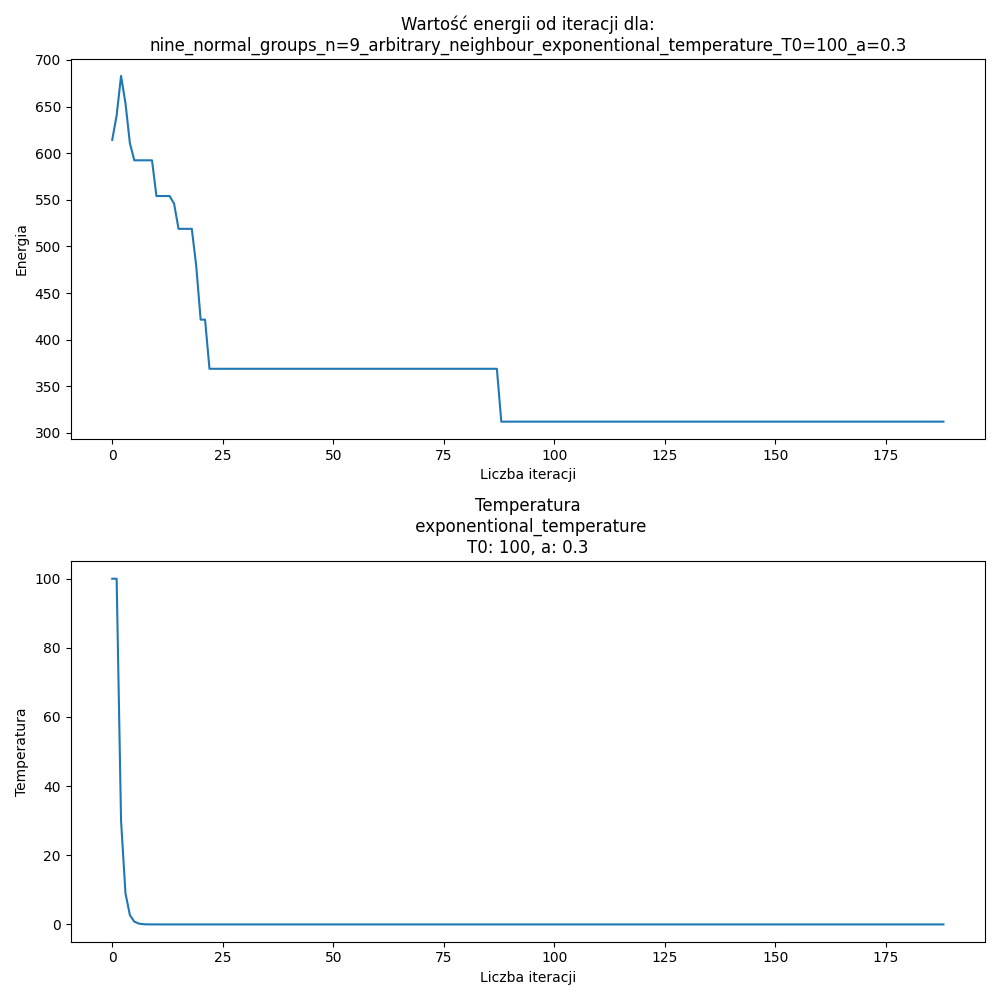 Wartość energii od iteracji dla:
nine_normal_groups_n=9_arbitrary_neighbour_exponentional_temperature_T0=100_a=0.3
700
650
600
550
500
450
400
350
300
Energia
0 25 50 75 100 125 150 175
Liczba iteracji
Temperatura
exponentional_temperature
T0: 100, a: 0.3
100
80
60
40
20
0
Temperatura
0 25 50 75 100 125 150 175
Liczba iteracji